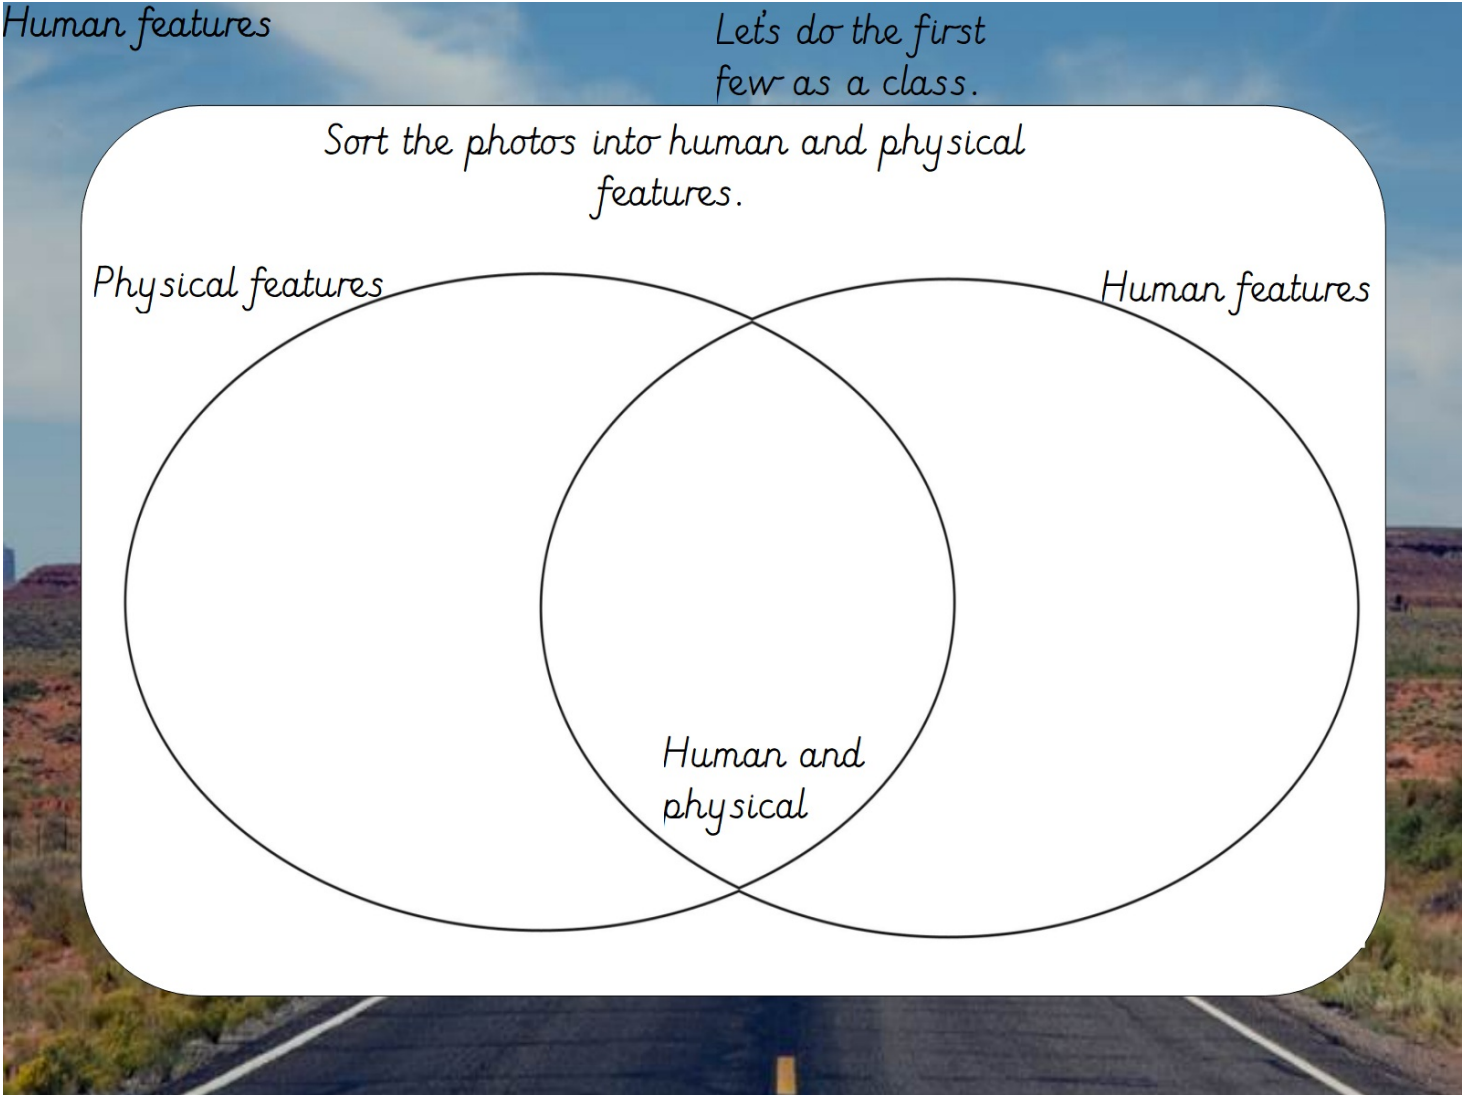 Human features
Let's do the first
few as a class.
Sort the photos into human and physical
features.
Physical features
Human features
Human and
physical